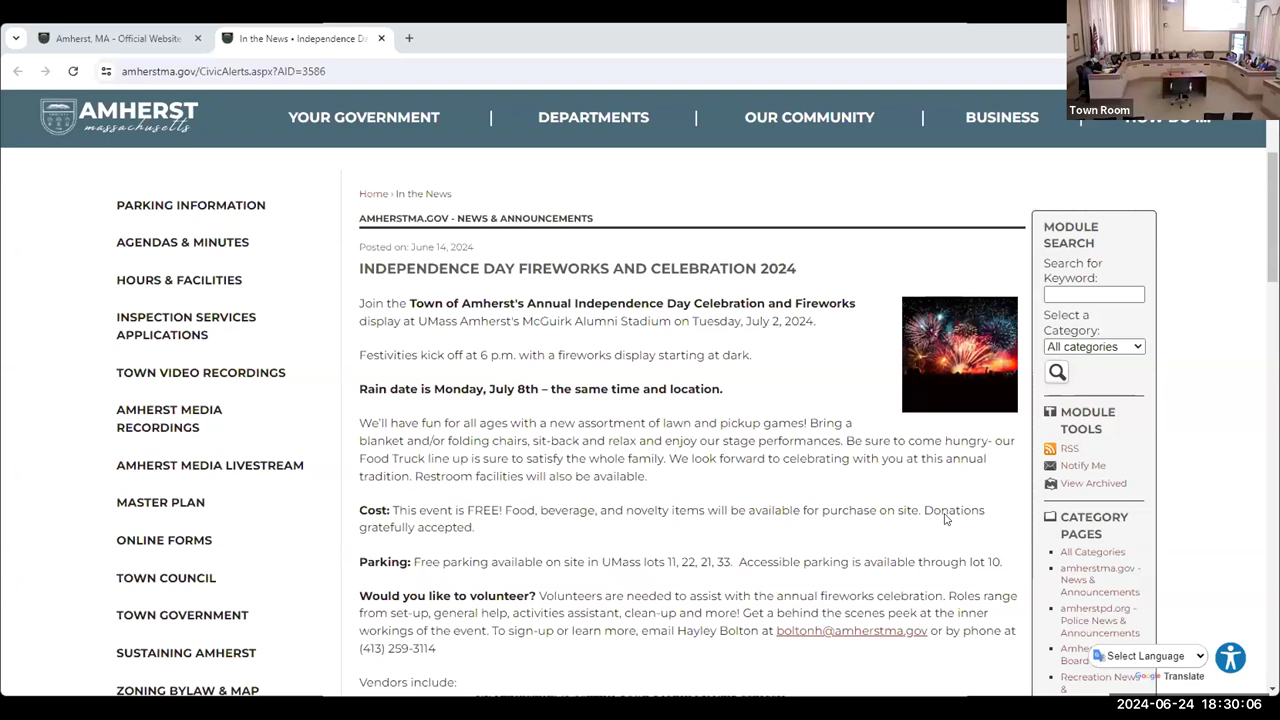 Amherst, MA - Official Website
In the News • Independence Da
amherstma.gov/CivicAlerts.aspx?AID=3586
Town Room
AMHERST
Massachusetts
YOUR GOVERNMENT
DEPARTMENTS
OUR COMMUNITY
BUSINESS
PARKING INFORMATION
AGENDAS & MINUTES
HOURS & FACILITIES
INSPECTION SERVICES
APPLICATIONS
TOWN VIDEO RECORDINGS
AMHERST MEDIA
RECORDINGS
AMHERST MEDIA LIVESTREAM
MASTER PLAN
ONLINE FORMS
TOWN COUNCIL
TOWN GOVERNMENT
SUSTAINING AMHERST
ZONING BYLAW & MAP
Home › In the News
AMHERSTMA.GOV - NEWS & ANNOUNCEMENTS
Posted on: June 14, 2024
INDEPENDENCE DAY FIREWORKS AND CELEBRATION 2024
Join the Town of Amherst's Annual Independence Day Celebration and Fireworks
display at UMass Amherst's McGuirk Alumni Stadium on Tuesday, July 2, 2024.
Festivities kick off at 6 p.m. with a fireworks display starting at dark.
Rain date is Monday, July 8th – the same time and location.
We'll have fun for all ages with a new assortment of lawn and pickup games! Bring a
blanket and/or folding chairs, sit-back and relax and enjoy our stage performances. Be sure to come hungry- our
Food Truck line up is sure to satisfy the whole family. We look forward to celebrating with you at this annual
tradition. Restroom facilities will also be available.
Cost: This event is FREE! Food, beverage, and novelty items will be available for purchase on site. Donations
gratefully accepted.
Parking: Free parking available on site in UMass lots 11, 22, 21, 33. Accessible parking is available through lot 10.
Would you like to volunteer? Volunteers are needed to assist with the annual fireworks celebration. Roles range
from set-up, general help, activities assistant, clean-up and more! Get a behind the scenes peek at the inner
workings of the event. To sign-up or learn more, email Hayley Bolton at boltonh@amherstma.gov or by phone at
(413) 259-3114
Vendors include:
MODULE
SEARCH
Search for
Keyword:
Select a
Category:
All categories
MODULE
TOOLS
RSS
Notify Me
View Archived
CATEGORY
PAGES
All Categories
amherstma.gov -
News &
Announcements
amherstpd.org -
Police News &
Announcements
Recreation News
&
Select Language
Google Translate
2024-06-24 18:30:06